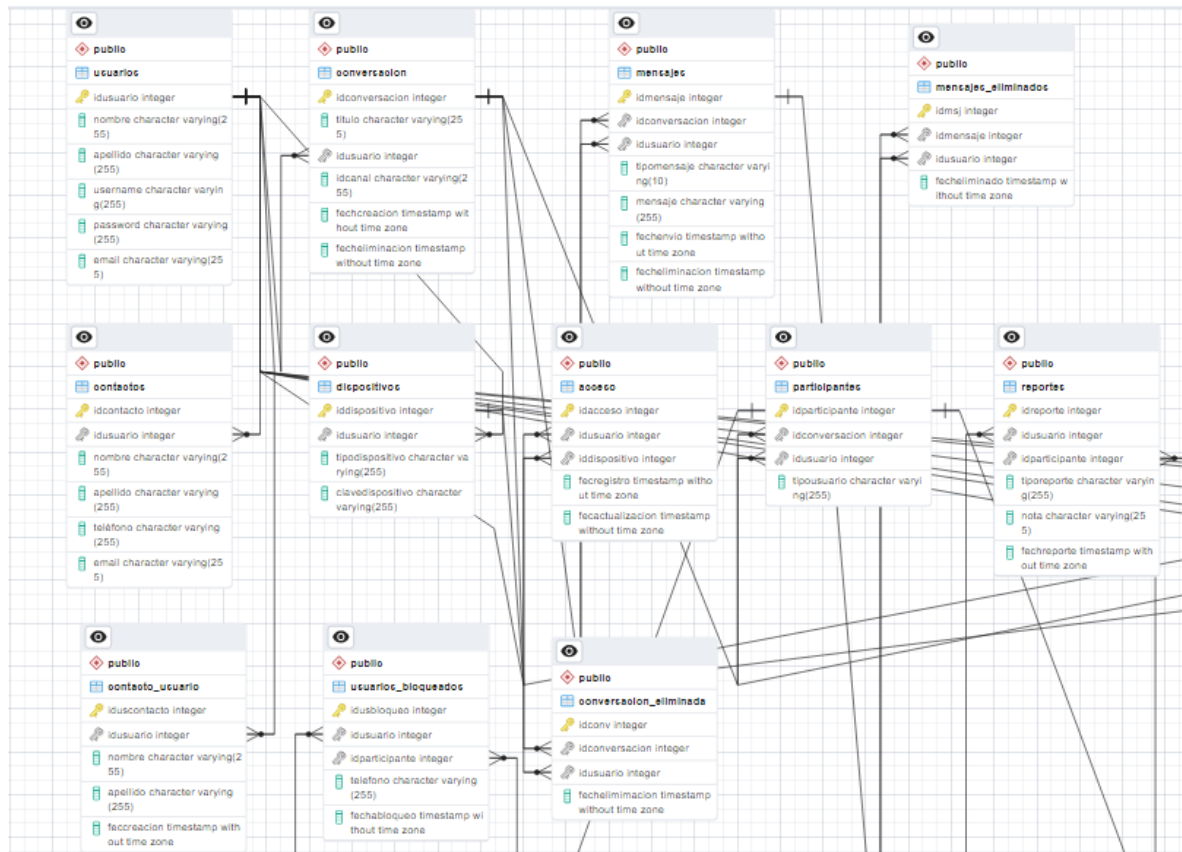 public
usuarios
idusuario integer
nombre character varying(2
55)
apellido character varying
(255)
username character varyin
g(255)
password character varying
(255)
email character varying(25
5)
public
conversacion
idconversacion integer
titulo character varying(25
5)
idusuario integer
idcanal character varying(2
55)
fechcreacion timestamp wit
hout time zone
fecheliminacion timestamp
without time zone
public
mensajes
idmensaje integer
idconversacion integer
idusuario integer
tipomensaje character varyi
ng(10)
mensaje character varying
(255)
fechenvio timestamp witho
ut time zone
fecheliminacion timestamp
without time zone
public
mensajes_eliminados
idmsj integer
idmensaje integer
idusuario integer
fecheliminado timestamp w
ithout time zone
public
contactos
idcontacto integer
idusuario integer
nombre character varying(2
55)
apellido character varying
(255)
teléfono character varying
(255)
email character varying(25
5)
public
dispositivos
iddispositivo integer
idusuario integer
tipodispositivo character va
rying(255)
clavedispositivo character
varying(255)
public
acceso
idacceso integer
idusuario integer
iddispositivo integer
fecregistro timestamp witho
ut time zone
fecactualizacion timestamp
without time zone
public
participantes
idparticipante integer
idconversacion integer
idusuario integer
tipousuario character varyi
ng(255)
public
reportes
idreporte integer
idusuario integer
idparticipante integer
tiporeporte character varyin
g(255)
nota character varying(25
5)
fechreporte timestamp with
out time zone
public
contacto_usuario
iduscontacto integer
idusuario integer
nombre character varying(2
55)
apellido character varying
(255)
feccreacion timestamp with
out time zone
public
usuarios_bloqueados
idusbloqueo integer
idusuario integer
idparticipante integer
telefono character varying
(255)
fechabloqueo timestamp wi
thout time zone
public
conversacion_eliminada
idconv integer
idconversacion integer
idusuario integer
fechelimimacion timestamp
without time zone